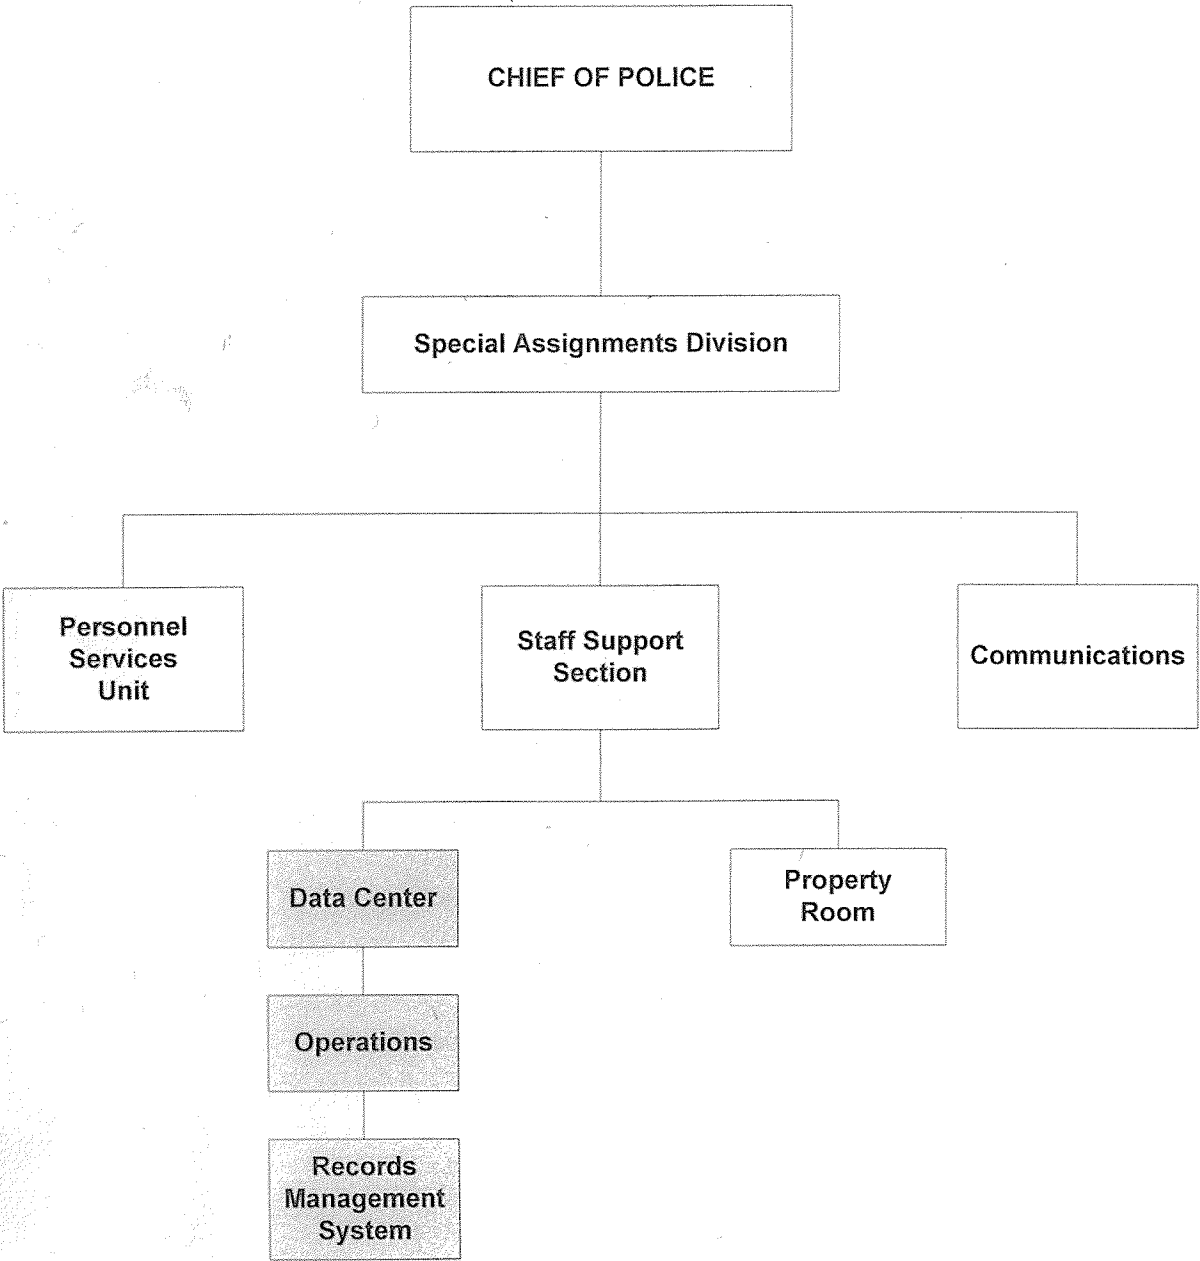 CHIEF OF POLICE
Special Assignments Division
Personnel
Services
Unit
Staff Support
Section
Communications
Data Center
Property
Room
Operations
Records
Management
System